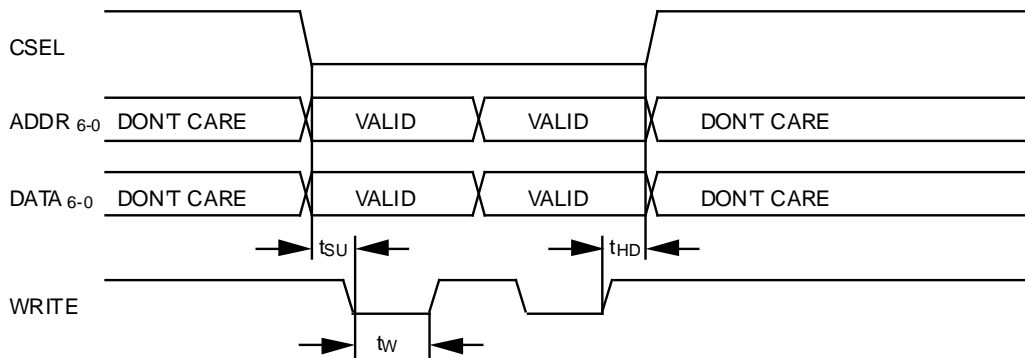 CSEL
ADDR 6-0 DON'T CARE VALID VALID DON'T CARE
DATA 6-0 DON'T CARE VALID VALID DON'T CARE
tSU tHD
WRITE
tW